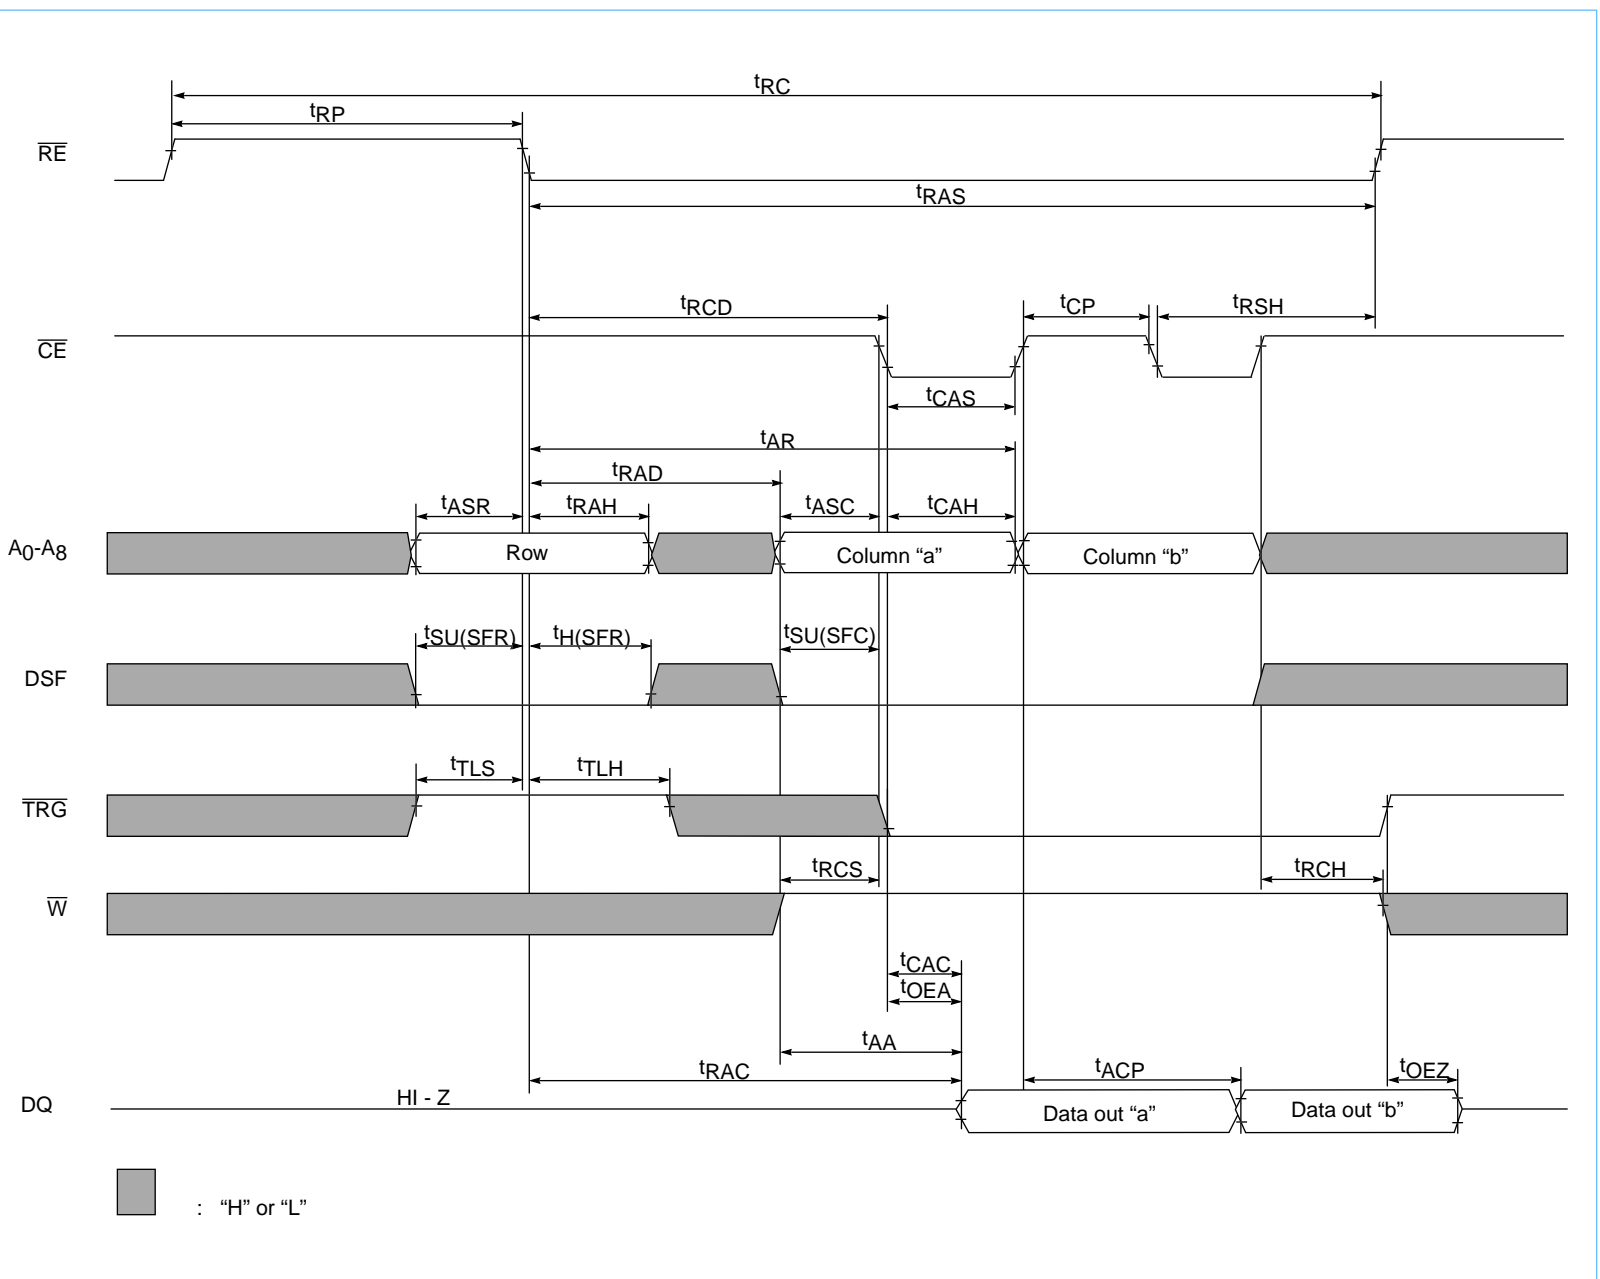 tRC
tRP
RE
tRAS
tRCD
tCP
tRSH
CE
tCAS
tAR
tRAD
tASR
tRAH
tASC
tCAH
A0-A8
Row
Column “a”
Column “b”
tSU(SFR)
tH(SFR)
tSU(SFC)
DSF
tTLS
tTLH
TRG
tRCS
tRCH
W
tCAC
tOEA
tAA
tRAC
tACP
tOEZ
DQ
HI - Z
Data out “a”
Data out “b”
: “H” or “L”